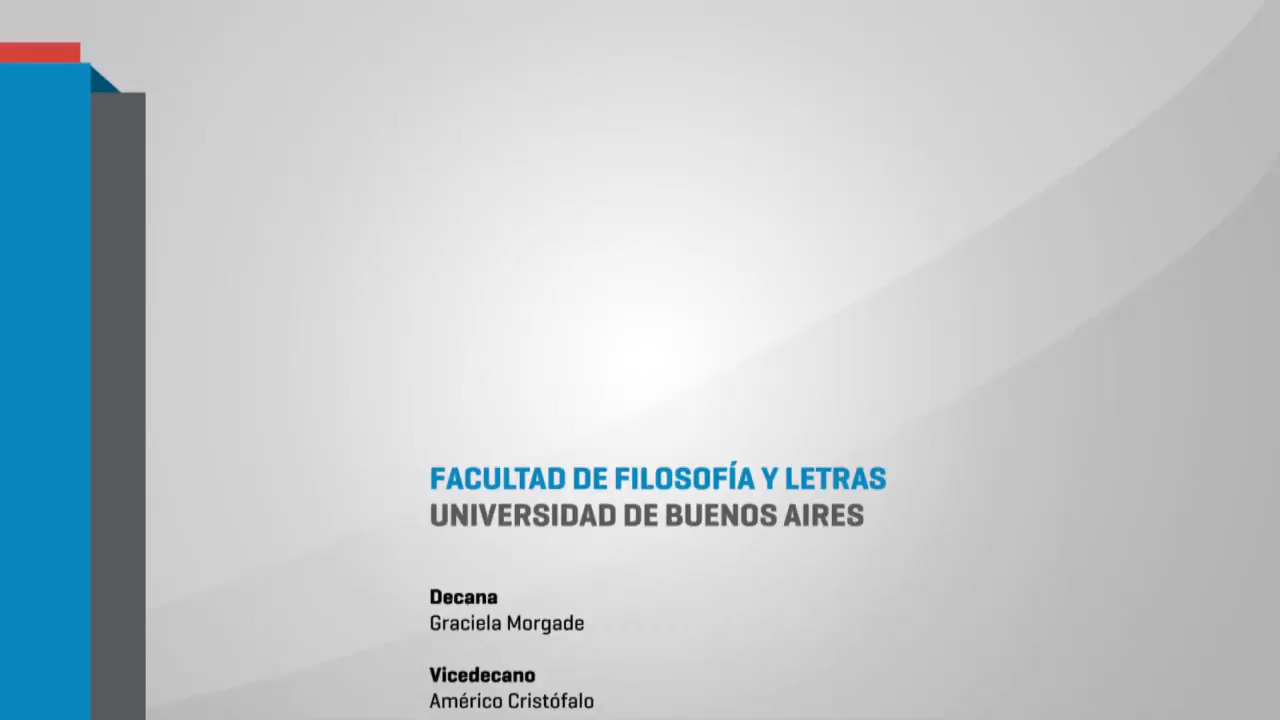 FACULTAD DE FILOSOFÍA Y LETRAS
UNIVERSIDAD DE BUENOS AIRES
Decana
Graciela Morgade
Vicedecano
Américo Cristófalo